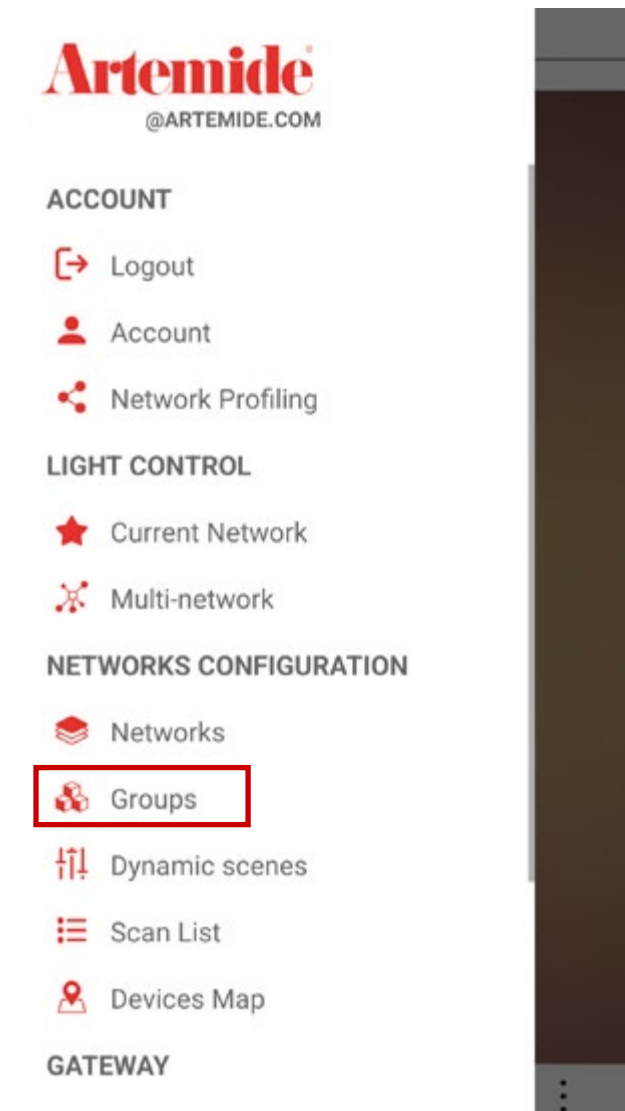 Artemide
@ARTEMIDE.COM
ACCOUNT
Logout
Account
Network Profiling
LIGHT CONTROL
Current Network
Multi-network
NETWORKS CONFIGURATION
Networks
Groups
Dynamic scenes
Scan List
Devices Map
GATEWAY